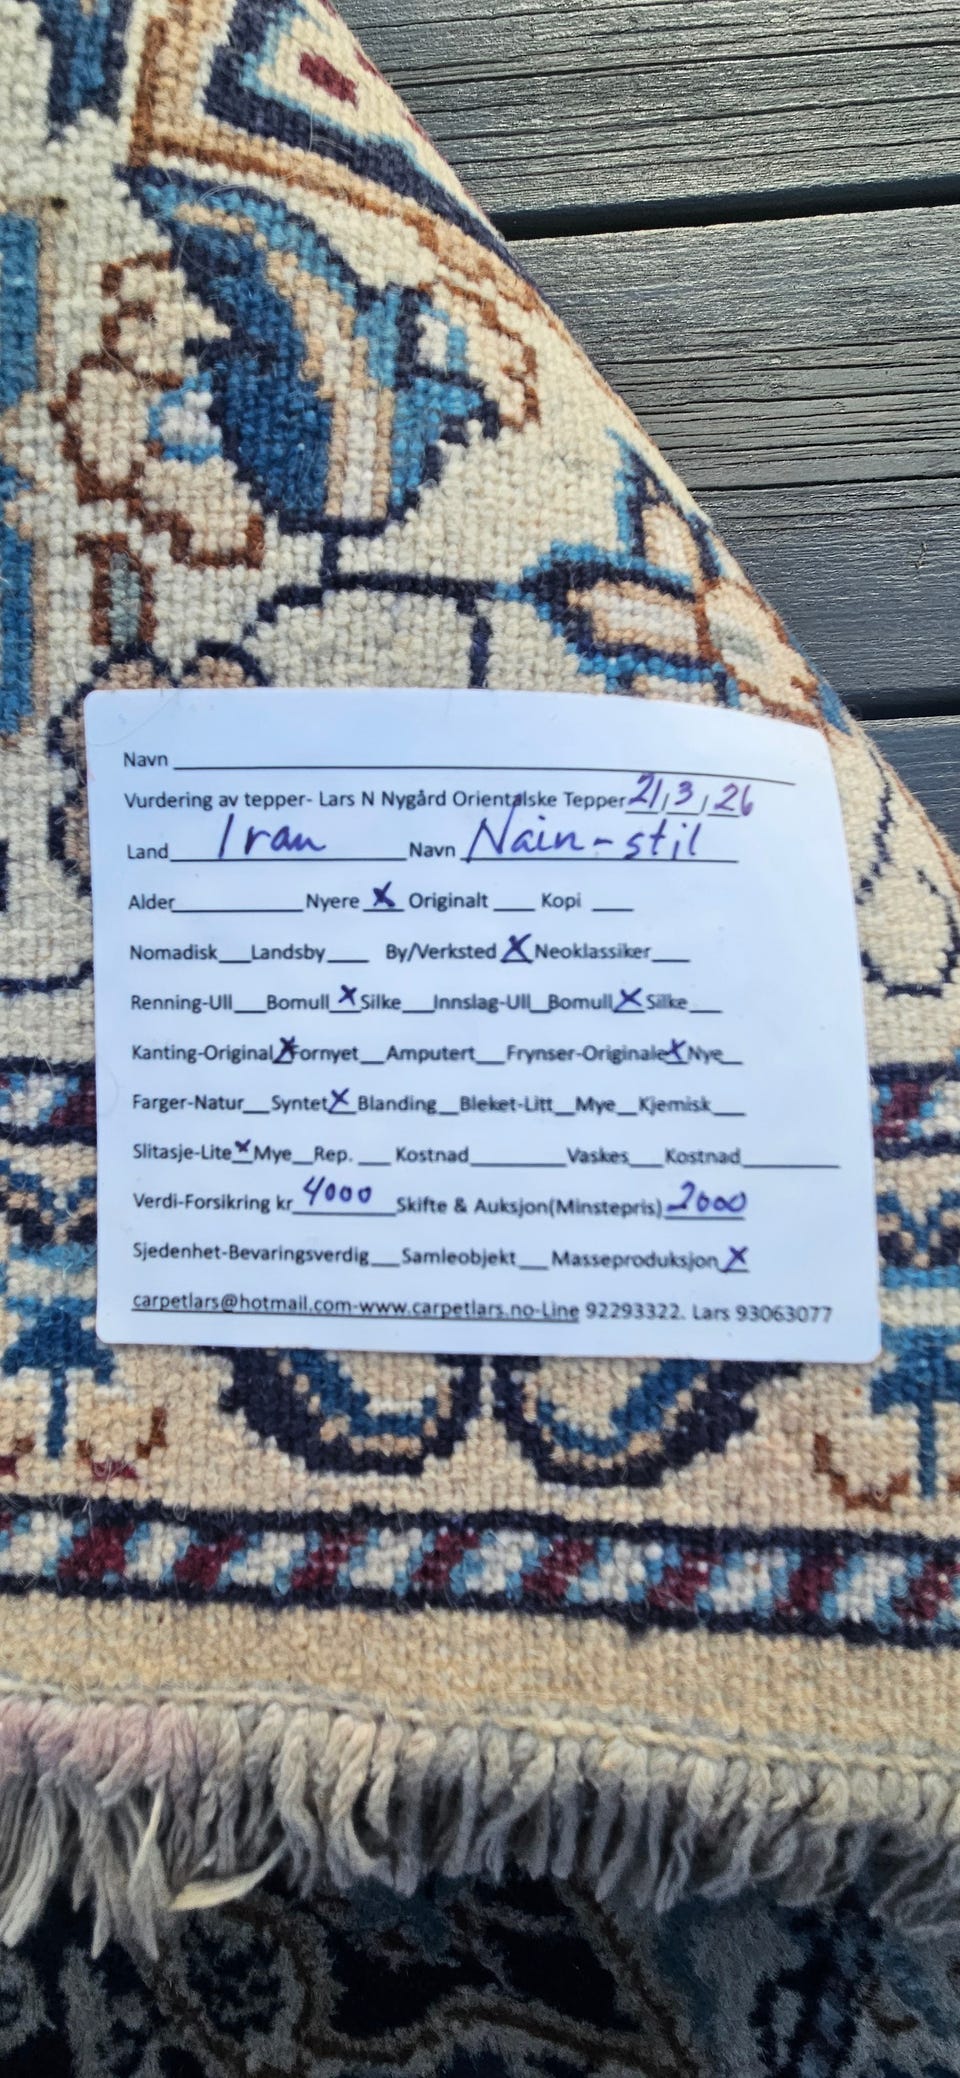 Navn
Vurdering av tepper- Lars N Nygård Orientalske Tepper 21/3/26
Land Iran Navn Nain-stil
Alder Nyere X Originalt Kopi
Nomadisk Landsby By/Verksted X Neoklassiker
Renning-Ull Bomull X Silke Innslag-Ull Bomull X Silke
Kanting-Original X Fornyet Amputert Frynser-Originale X Nye
Farger-Natur Syntet X Blanding Bleket-Litt Mye Kjemisk
Slitasje-Lite X Mye Rep. Kostnad Vaskes Kostnad
Verdi-Forsikring kr 4000 Skifte & Auksjon(Minstepris) 2000
Sjedenhet-Bevaringsverdig Samleobjekt Masseproduksjon X
carpetlars@hotmail.com-www.carpetlars.no-Line 92293322. Lars 93063077